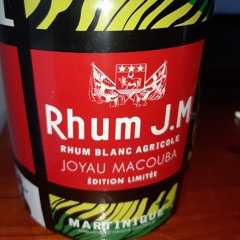 Rhum J.M
RHUM BLANC AGRICOLE
JOYAU MACOUBA
ÉDITION LIMITÉE
MARTINIQUE